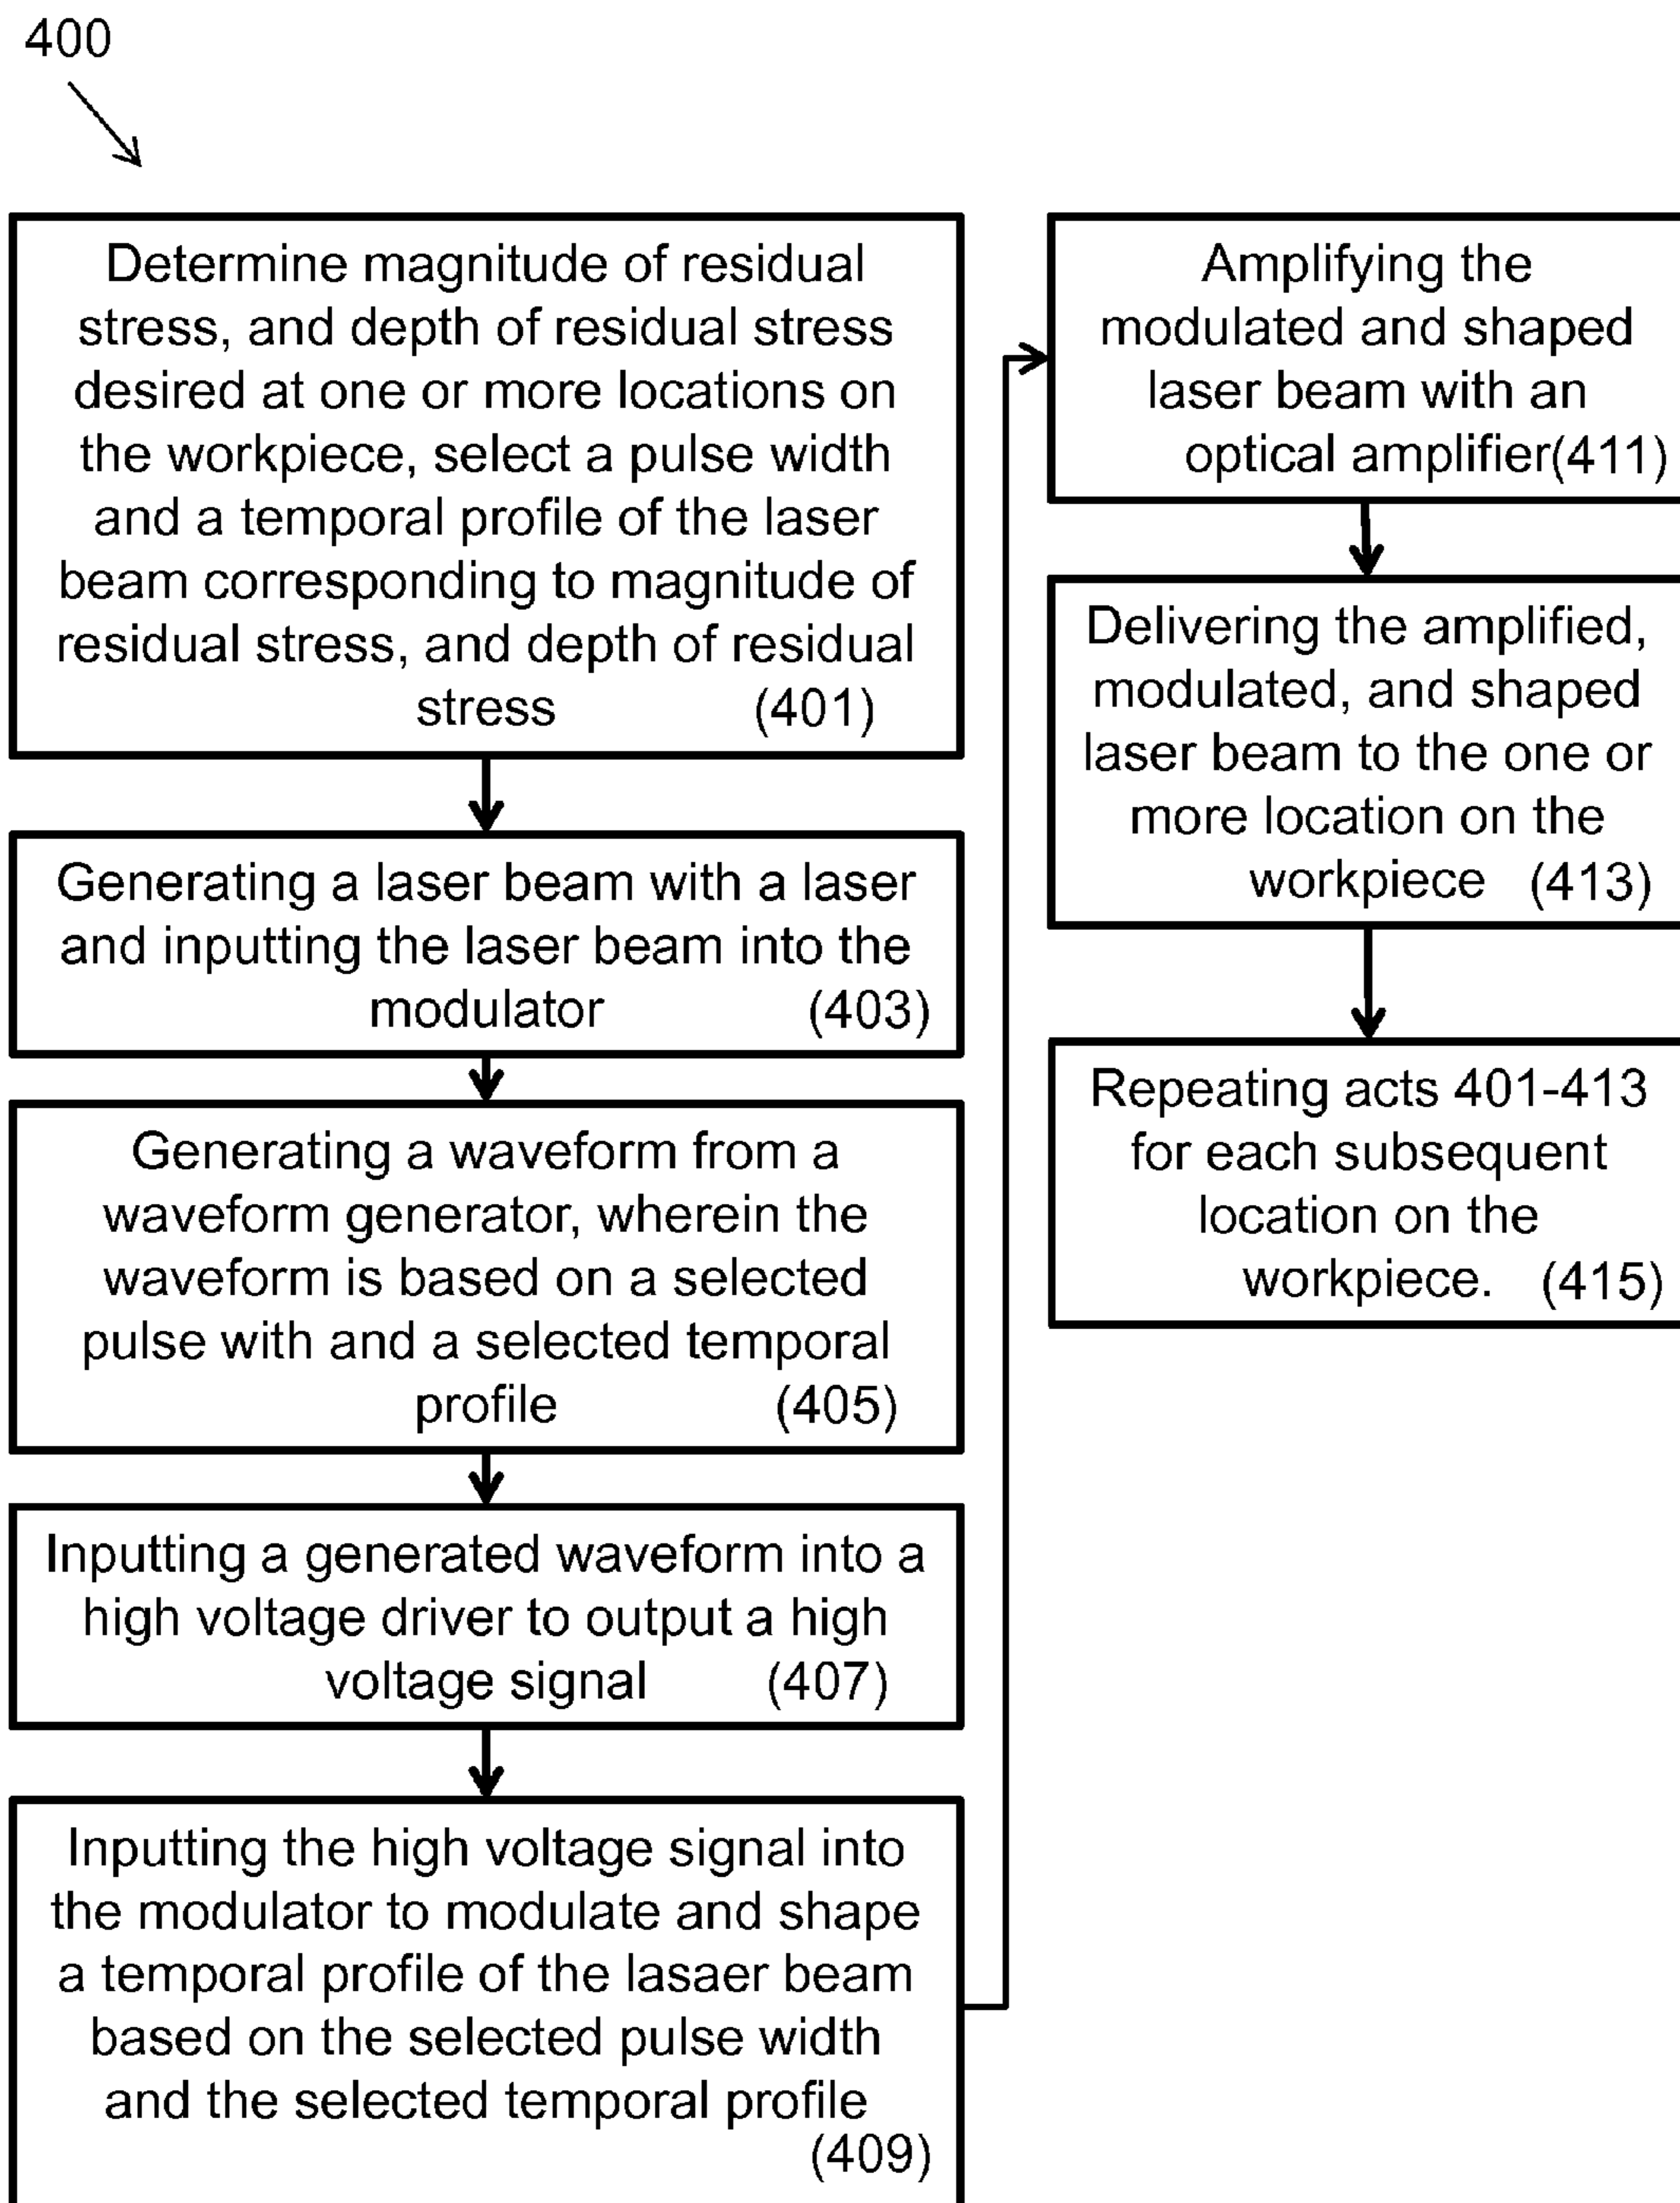 400
Determine magnitude of residual
stress, and depth of residual stress
desired at one or more locations on
the workpiece, select a pulse width
and a temporal profile of the laser
beam corresponding to magnitude of
residual stress, and depth of residual
stress (401)
Generating a laser beam with a laser
and inputting the laser beam into the
modulator (403)
Generating a waveform from a
waveform generator, wherein the
waveform is based on a selected
pulse with and a selected temporal
profile (405)
Inputting a generated waveform into a
high voltage driver to output a high
voltage signal (407)
Inputting the high voltage signal into
the modulator to modulate and shape
a temporal profile of the lasaer beam
based on the selected pulse width
and the selected temporal profile
(409)
Amplifying the
modulated and shaped
laser beam with an
optical amplifier(411)
Delivering the amplified,
modulated, and shaped
laser beam to the one or
more location on the
workpiece (413)
Repeating acts 401-413
for each subsequent
location on the
workpiece. (415)